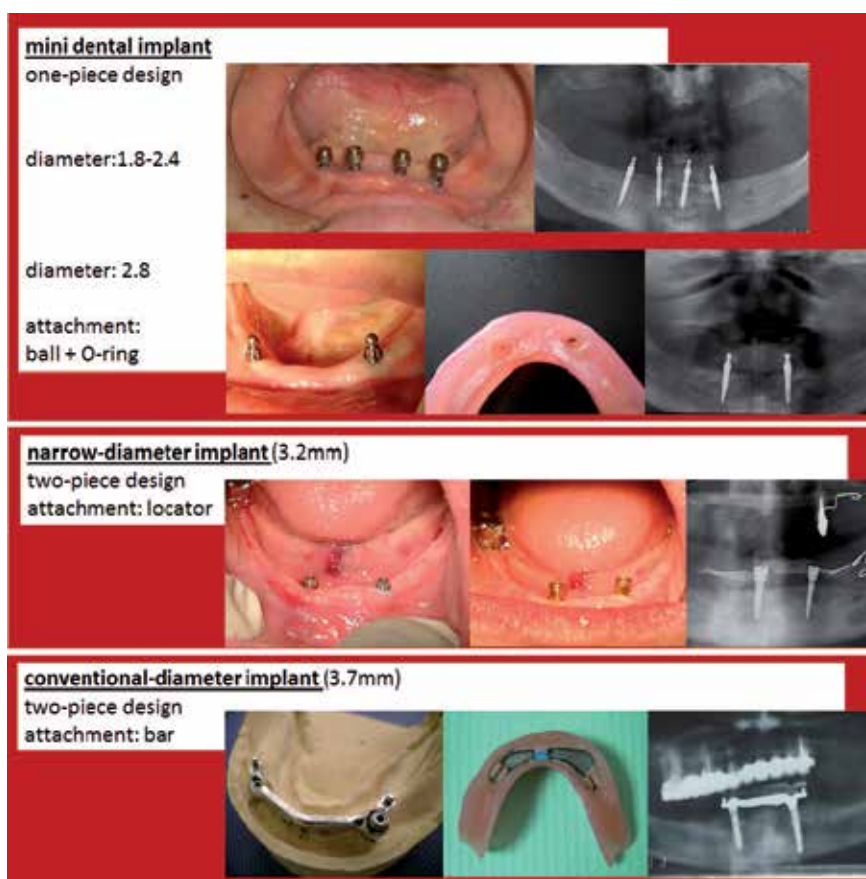 mini dental implant
one-piece design
diameter:1.8-2.4
diameter: 2.8
attachment:
ball + O-ring
narrow-diameter implant (3.2mm)
two-piece design
attachment: locator
conventional-diameter implant (3.7mm)
two-piece design
attachment: bar